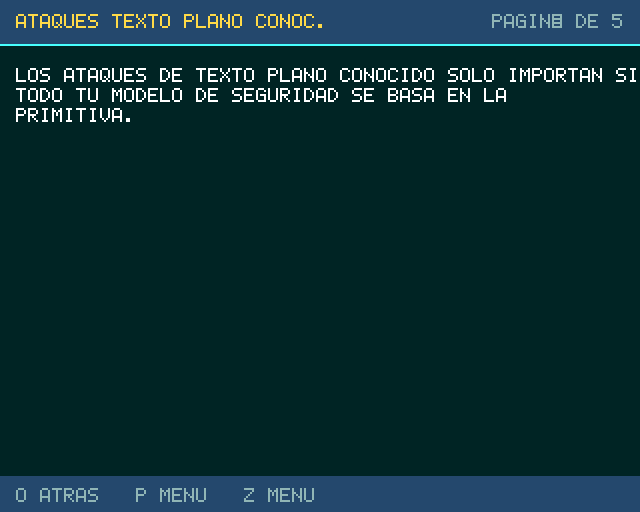 ATAQUES TEXTO PLANO CONOC.
PAGIN DE 5
LOS ATAQUES DE TEXTO PLANO CONOCIDO SOLO IMPORTAN SI
TODO TU MODELO DE SEGURIDAD SE BASA EN LA
PRIMITIVA.
O ATRAS P MENU Z MENU